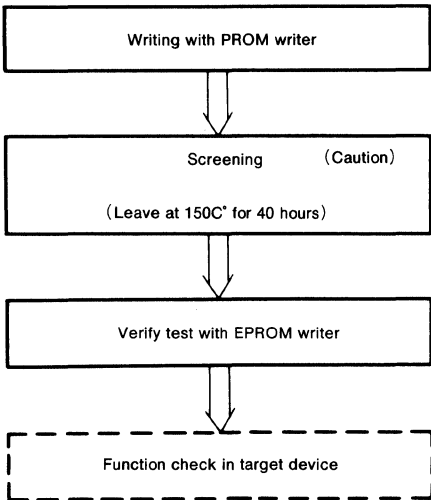 Writing with PROM writer
Screening (Caution)
(Leave at 150C° for 40 hours)
Verify test with EPROM writer
Function check in target device